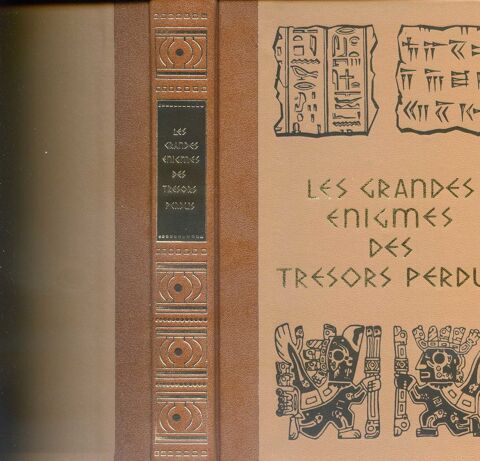 LES
GRANDES
ENIGMES
DES
TRESORS
PERDUS
LES GRANDES
ENIGMES
DES
TRESORS PERDU